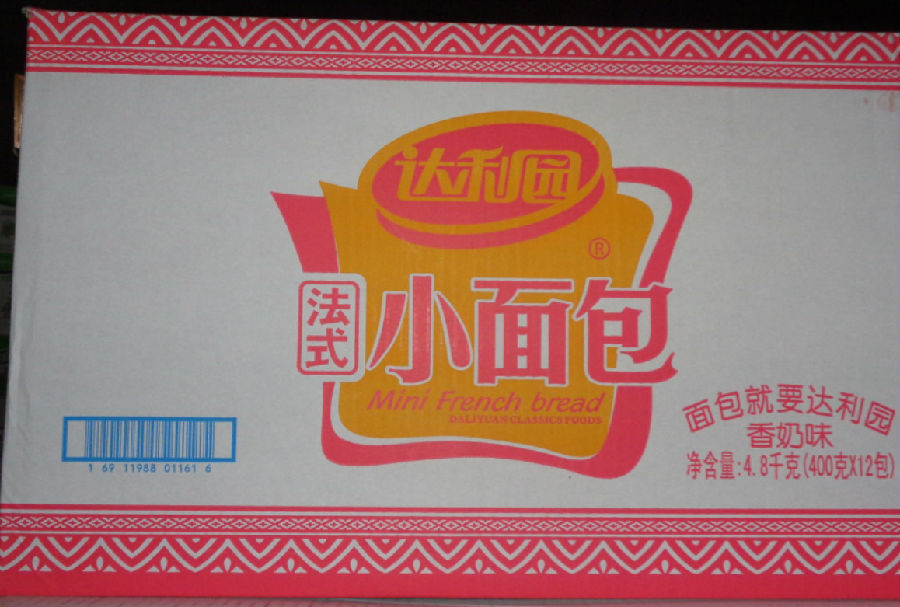 达利园
®
法式
小面包
Mini French bread
DALIYUAN CLASSICS FOODS
面包就要达利园
香奶味
净含量:4.8千克(400克X12包)
1 69 11988 01161 6